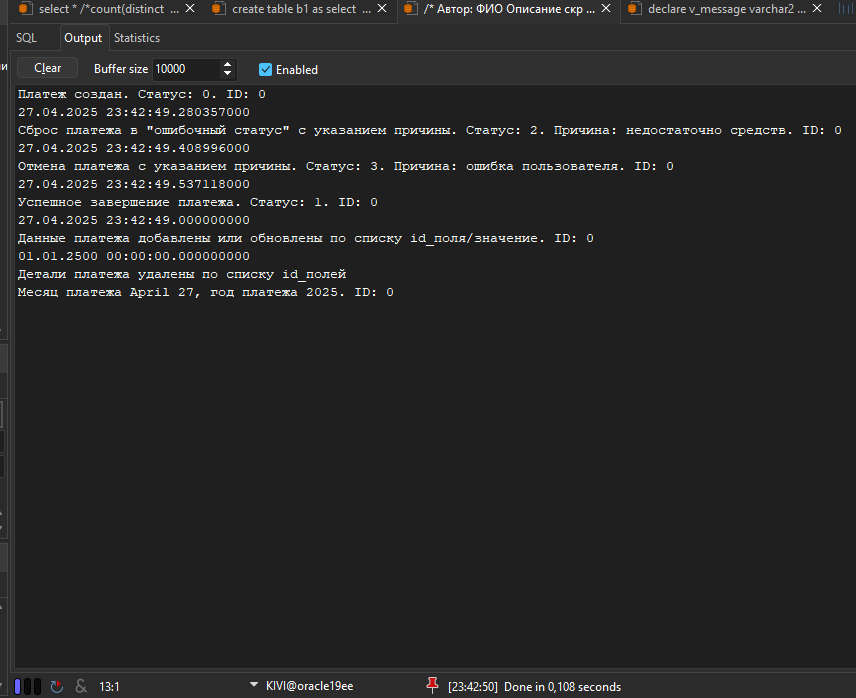 select * /*count(distinct ...
create table b1 as select ...
/* Автор: ФИО Описание скр ...
declare v_message varchar2 ...
SQL
Output
Statistics
Clear
Buffer size 10000
Enabled
Платеж создан. Статус: 0. ID: 0
27.04.2025 23:42:49.280357000
Сброс платежа в "ошибочный статус" с указанием причины. Статус: 2. Причина: недостаточно средств. ID: 0
27.04.2025 23:42:49.408996000
Отмена платежа с указанием причины. Статус: 3. Причина: ошибка пользователя. ID: 0
27.04.2025 23:42:49.537118000
Успешное завершение платежа. Статус: 1. ID: 0
27.04.2025 23:42:49.000000000
Данные платежа добавлены или обновлены по списку id_поля/значение. ID: 0
01.01.2500 00:00:00.000000000
Детали платежа удалены по списку id_полей
Месяц платежа April 27, год платежа 2025. ID: 0
& 13:1
KIVI@oracle19ee
[23:42:50] Done in 0,108 seconds